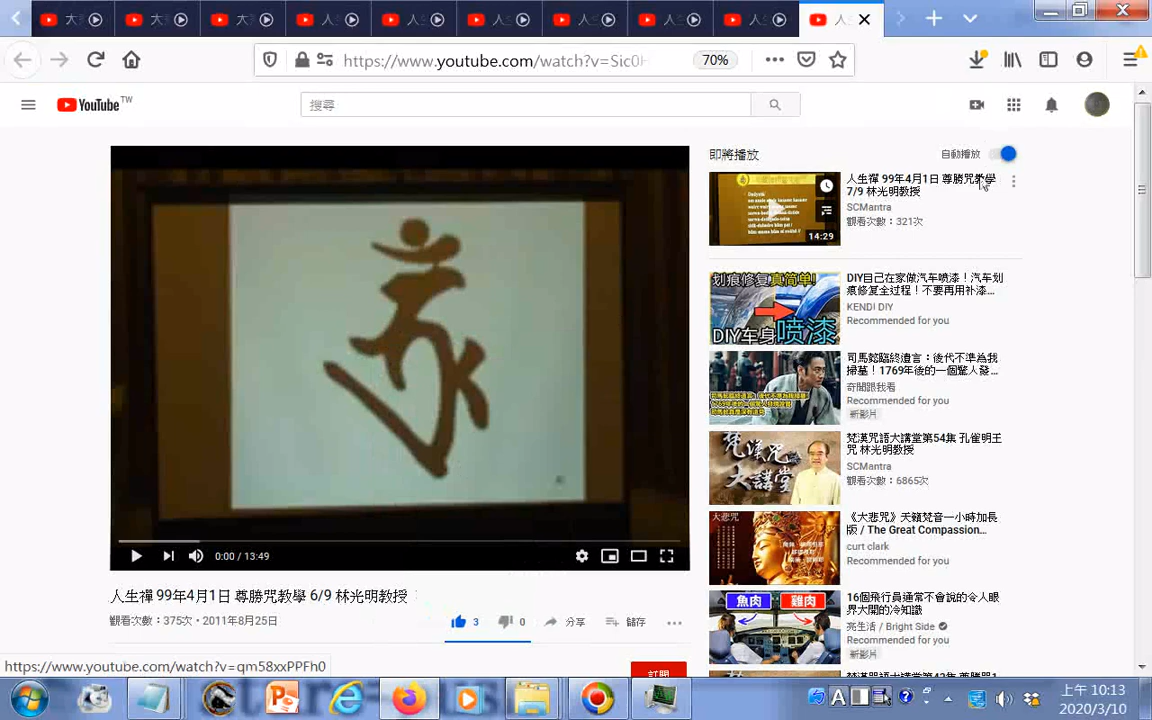 https://www.youtube.com/watch?v=Sic0
70%
YouTube TW
搜尋
即將播放
自動播放
人生禪 99年4月1日 尊勝咒教學
7/9 林光明教授
SCMantra
觀看次數：321次
14:29
划痕修复真简单!
DIY车身喷漆
DIY自己在家做汽车喷漆！汽车划
痕修复全过程！不要再用补漆...
KENDI DIY
Recommended for you
司馬懿臨終遺言：後代不準為我
掃墓！1769年後的一個驚人發...
奇聞跟我看
新影片
梵漢咒語
大講堂
梵汉咒语大講堂第54集 孔雀明王
咒 林光明教授
SCMantra
觀看次數：6865次
大悲咒
《大悲咒》天籟梵音一小時加長
版 / The Great Compassion...
curt clark
Recommended for you
魚肉
雞肉
16個飛行員通常不會說的令人眼
界大開的冷知識
亮生活 / Bright Side
新影片
0:00 / 13:49
人生禪 99年4月1日 尊勝咒教學 6/9 林光明教授
觀看次數：375次 • 2011年8月25日
3
0
分享
儲存
訂閱
https://www.youtube.com/watch?v=qm58xxPPFh0
上午 10:13
2020/3/10